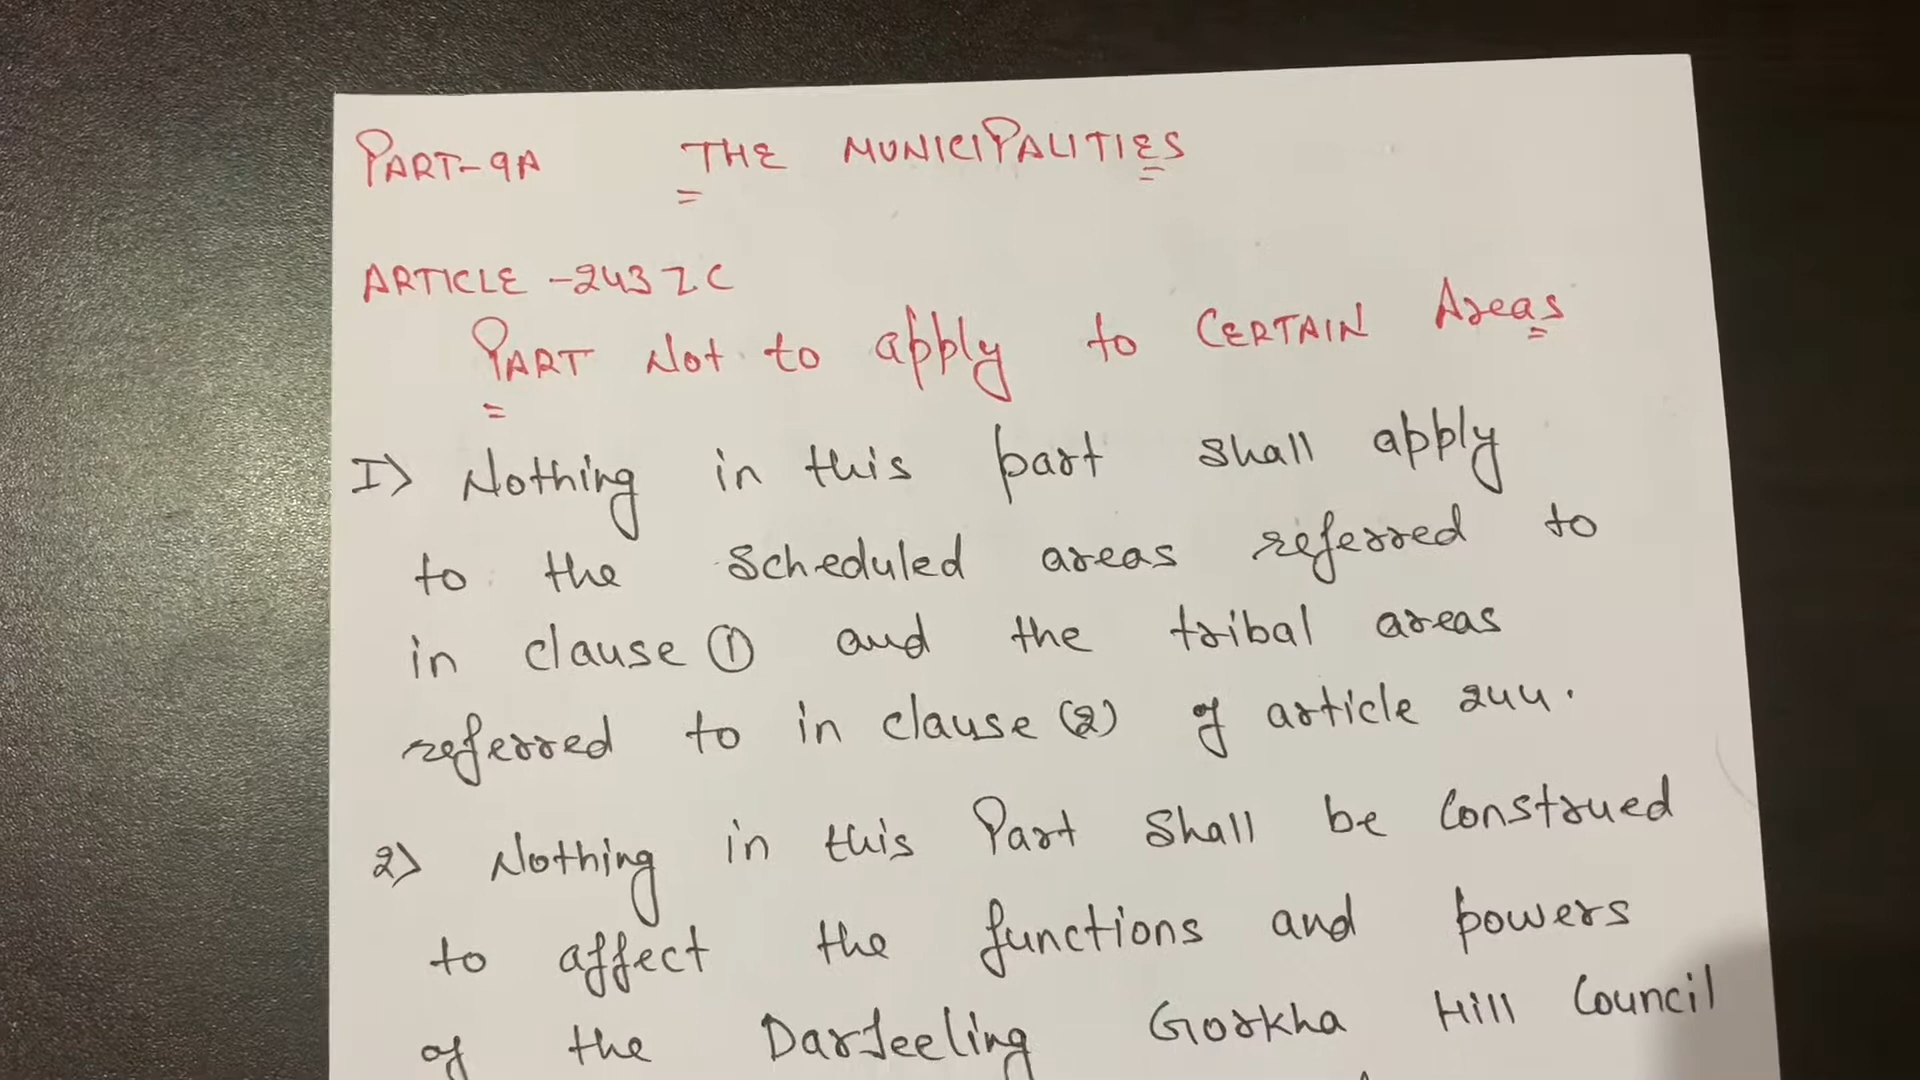 PART-9A THE MUNICIPALITIES
ARTICLE -243ZC
PART Not to apply to CERTAIN Areas
I) Nothing in this part shall apply
to the Scheduled areas referred to
in clause ① and the tribal areas
referred to in clause (2) of article 244.
2) Nothing in this Part shall be Construed
to affect the functions and powers
of the Darjeeling Gorkha Hill Council